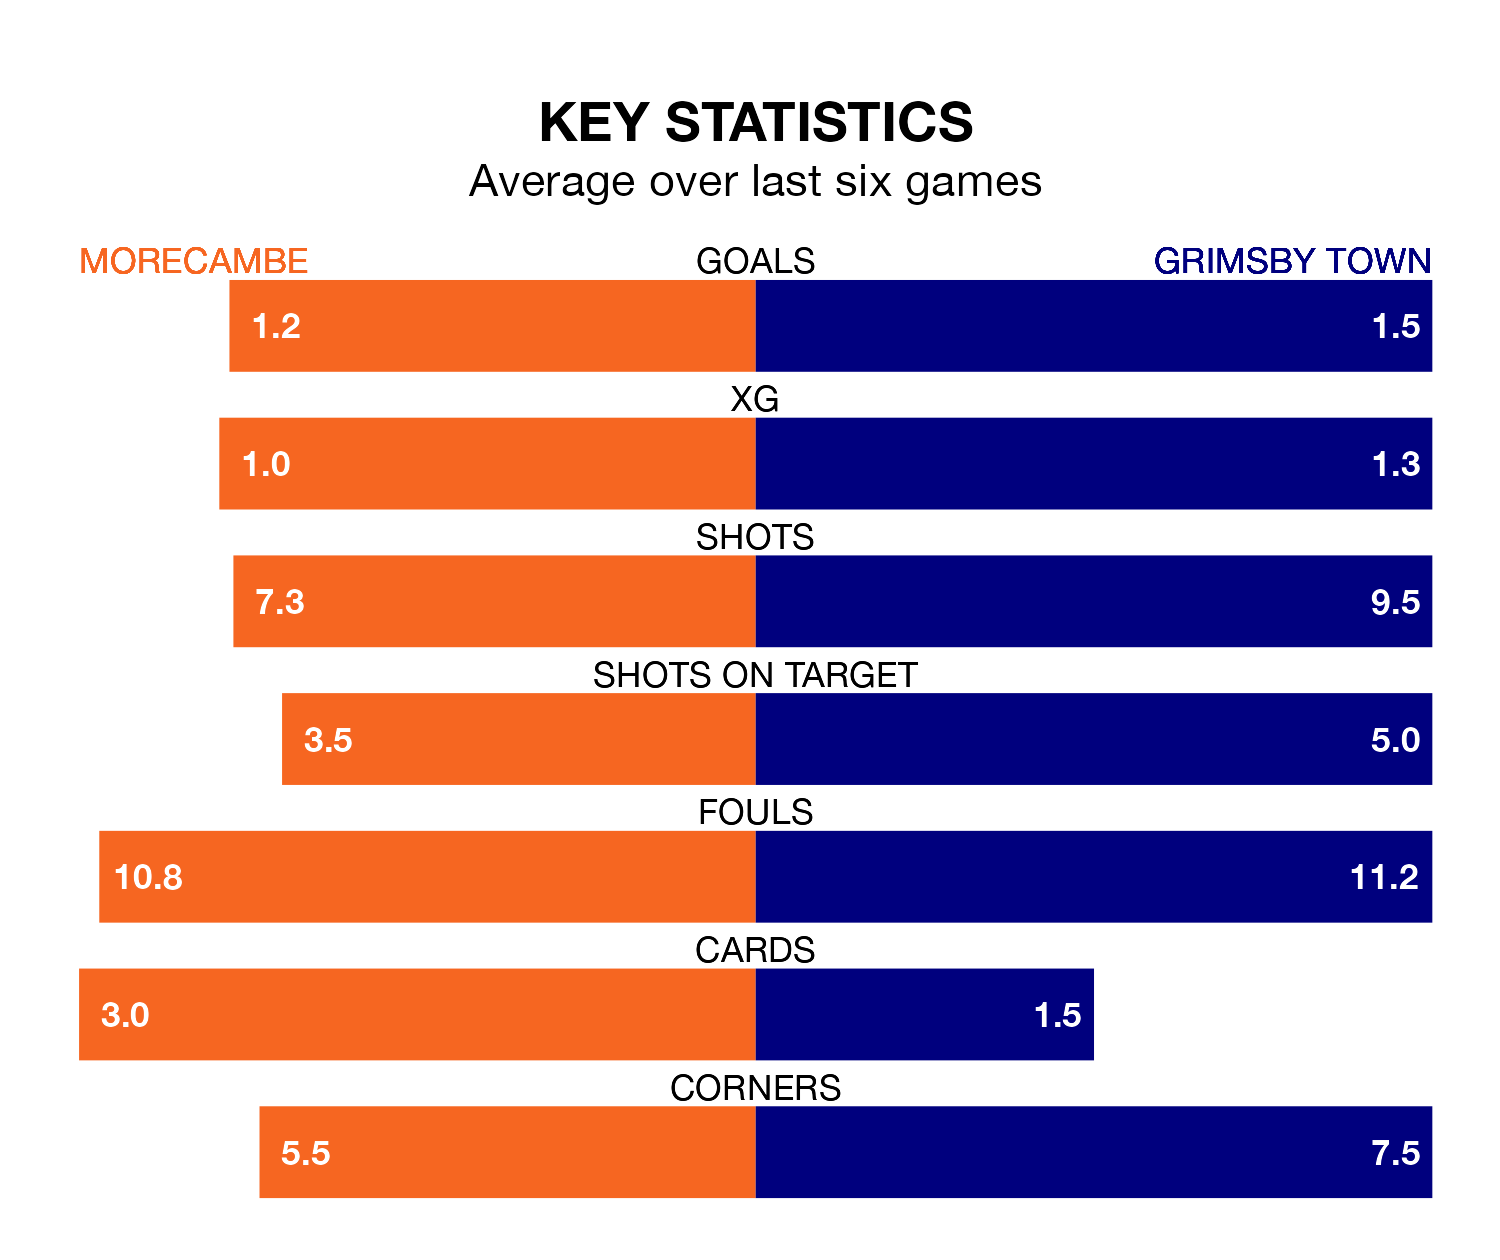 KEY STATISTICS
Average over last six games
MORECAMBE GOALS GRIMSBY TOWN
1.2 1.5
XG
1.0 1.3
SHOTS
7.3 9.5
SHOTS ON TARGET
3.5 5.0
FOULS
10.8 11.2
CARDS
3.0 1.5
CORNERS
5.5 7.5